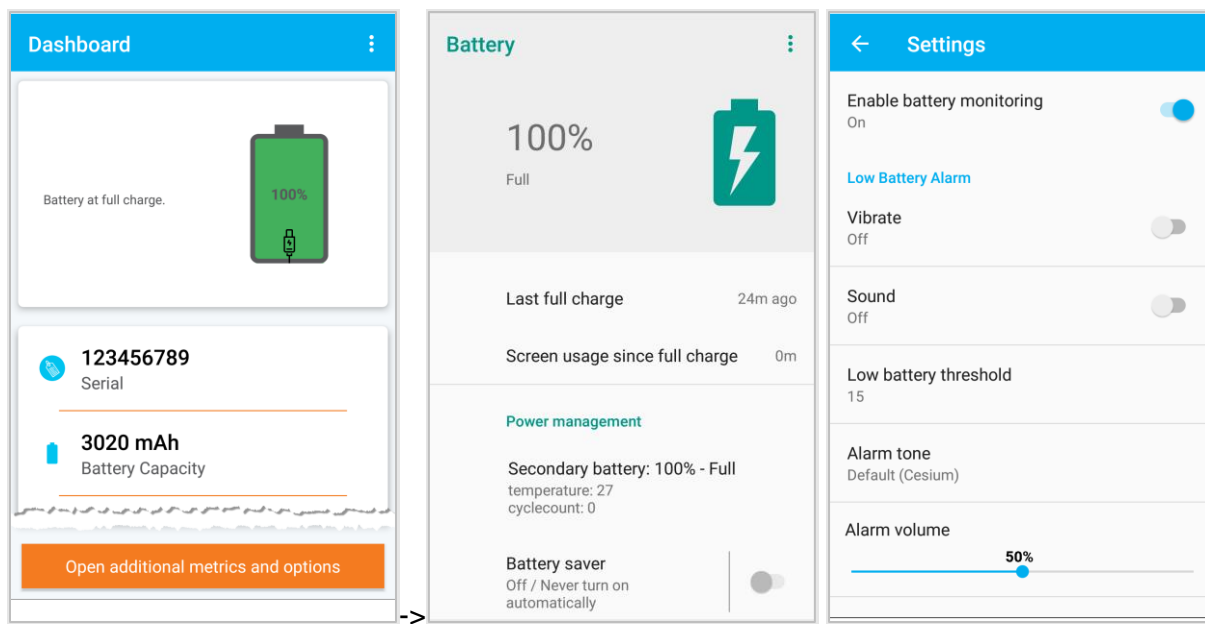 Dashboard
Battery at full charge.
100%
123456789
Serial
3020 mAh
Battery Capacity
Open additional metrics and options
->
Battery
100%
Full
Last full charge 24m ago
Screen usage since full charge 0m
Power management
Secondary battery: 100% - Full
temperature: 27
cyclecount: 0
Battery saver
Off / Never turn on
automatically
Settings
Enable battery monitoring
On
Low Battery Alarm
Vibrate
Off
Sound
Off
Low battery threshold
15
Alarm tone
Default (Cesium)
Alarm volume
50%